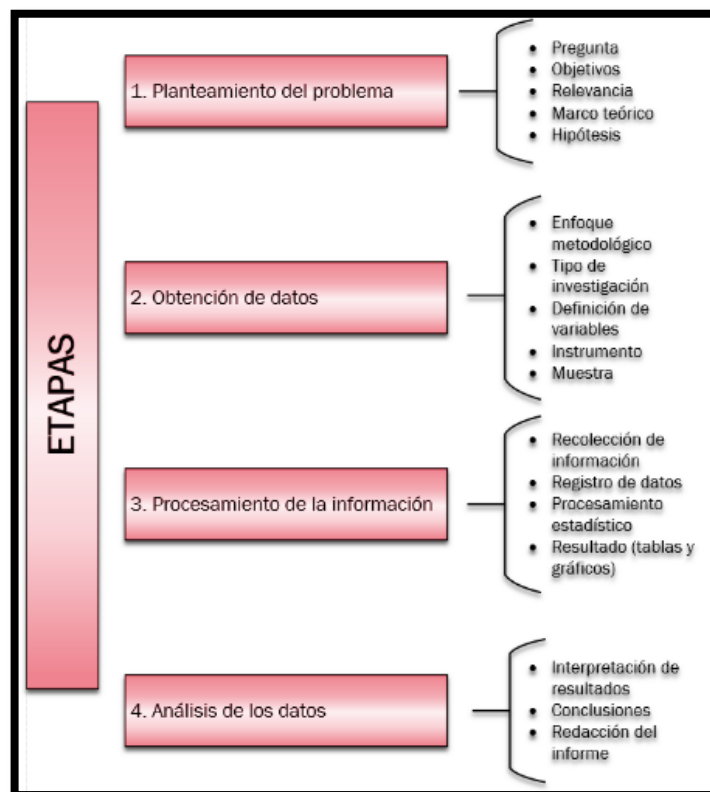 ETAPAS
1. Planteamiento del problema
• Pregunta
• Objetivos
• Relevancia
• Marco teórico
• Hipótesis
2. Obtención de datos
• Enfoque
metodológico
• Tipo de
investigación
• Definición de
variables
• Instrumento
• Muestra
3. Procesamiento de la información
• Recolección de
información
• Registro de datos
• Procesamiento
estadístico
• Resultado (tablas y
gráficos)
4. Análisis de los datos
• Interpretación de
resultados
• Conclusiones
• Redacción del
informe